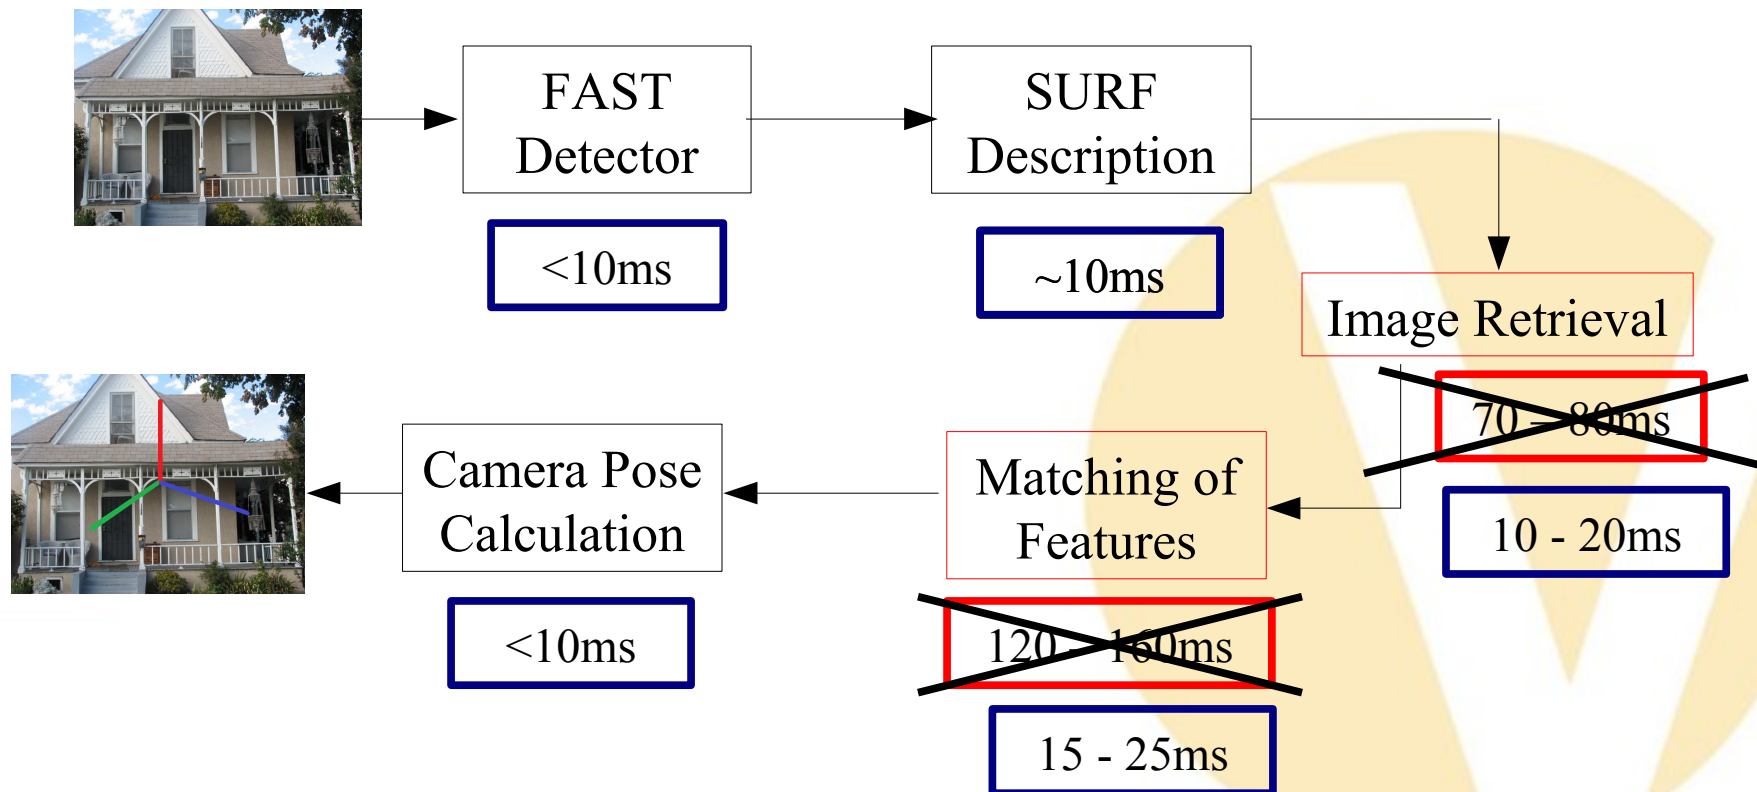 FAST
Detector
<10ms
SURF
Description
~10ms
Image Retrieval
70 - 80ms
10 - 20ms
Matching of
Features
120 - 160ms
15 - 25ms
Camera Pose
Calculation
<10ms